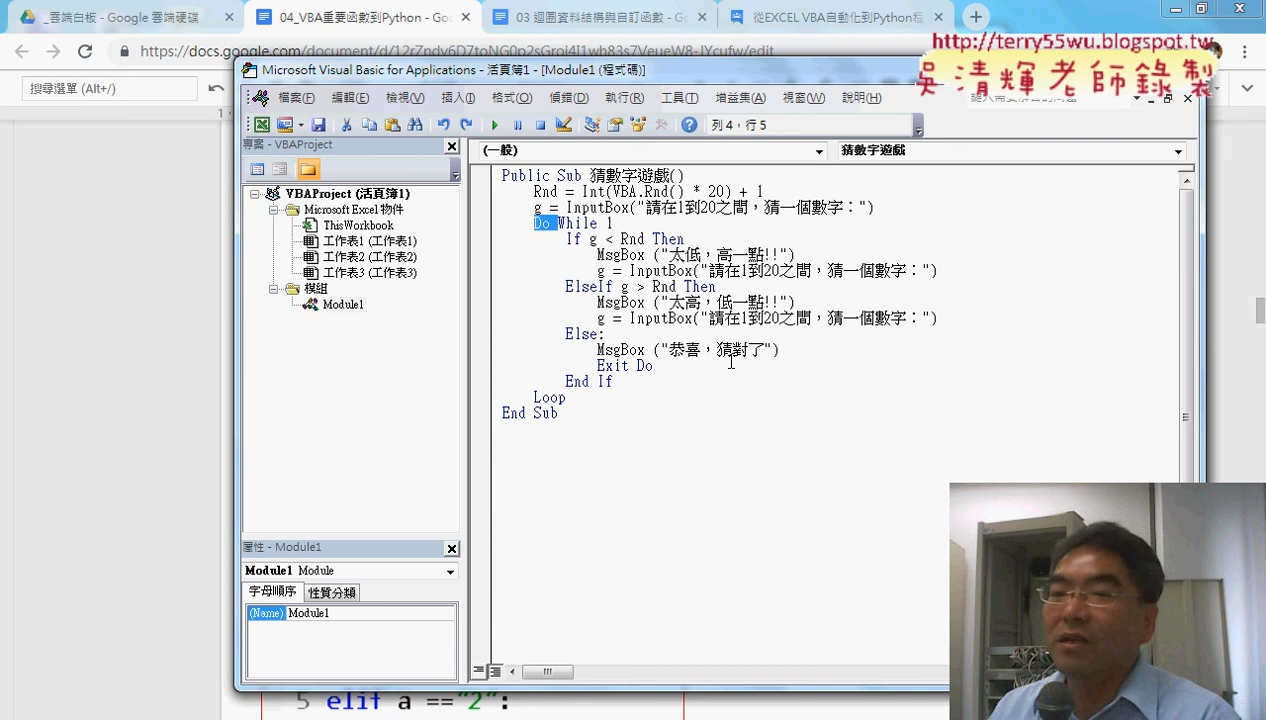 _雲端白板 - Google 雲端硬碟
04_VBA重要函數到Python - Goo
03 迴圈資料結構與自訂函數 - G
從EXCEL VBA自動化到Python程
http://terry55wu.blogspot.tw
吳清輝老師錄製
搜尋選單 (Alt+/)
Microsoft Visual Basic for Applications - 活頁簿1 - [Module1 (程式碼)]
檔案(F) 編輯(E) 檢視(V) 插入(I) 格式(O) 偵錯(D) 執行(R) 工具(T) 增益集(A) 視窗(W) 說明(H)
列 4，行 5
專案 - VBAProject
(一般)
猜數字遊戲
VBAProject (活頁簿1)
Microsoft Excel 物件
ThisWorkbook
工作表1 (工作表1)
工作表2 (工作表2)
工作表3 (工作表3)
模組
Module1
Public Sub 猜數字遊戲()
Rnd = Int(VBA.Rnd() * 20) + 1
g = InputBox("請在1到20之間，猜一個數字：")
Do While 1
If g < Rnd Then
MsgBox ("太低，高一點!!")
g = InputBox("請在1到20之間，猜一個數字：")
ElseIf g > Rnd Then
MsgBox ("太高，低一點!!")
g = InputBox("請在1到20之間，猜一個數字：")
Else:
MsgBox ("恭喜，猜對了")
Exit Do
End If
Loop
End Sub
屬性 - Module1
Module1 Module
字母順序 性質分類
(Name) Module1
5 elif a =="2":